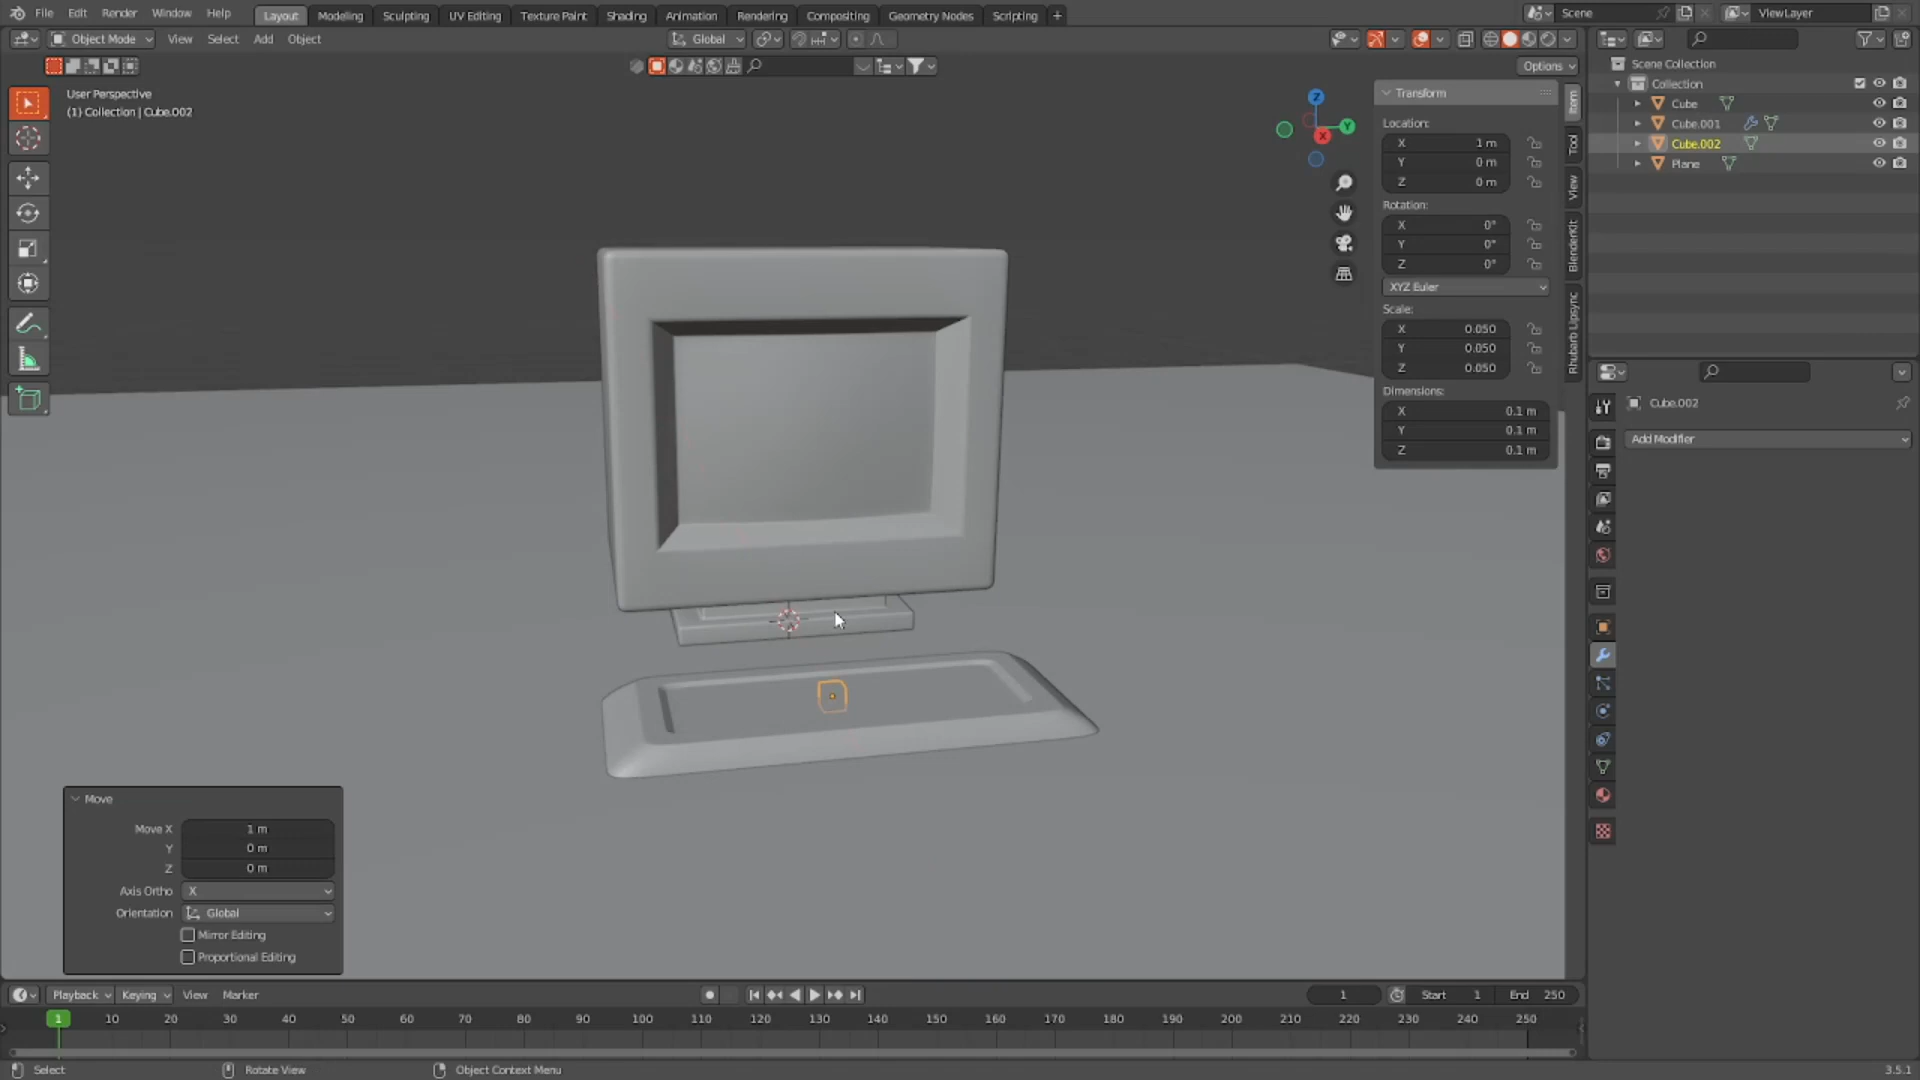 File Edit Render Window Help Layout Modeling Sculpting UV Editing Texture Paint Shading Animation Rendering Compositing Geometry Nodes Scripting + Scene ViewLayer
Object Mode View Select Add Object Global
Options
User Perspective
(1) Collection | Cube.002
Z
Y
X
Transform
Location:
X 1 m
Y 0 m
Z 0 m
Rotation:
X 0°
Y 0°
Z 0°
XYZ Euler
Scale:
X 0.050
Y 0.050
Z 0.050
Dimensions:
X 0.1 m
Y 0.1 m
Z 0.1 m
Item
Tool
View
BlenderKit
Rhubarb Lipsync
Scene Collection
Collection
Cube
Cube.001
Cube.002
Plane
Cube.002
Add Modifier
Move
Move X 1 m
Y 0 m
Z 0 m
Axis Ortho X
Orientation Global
Mirror Editing
Proportional Editing
Playback Keying View Marker 1 Start 1 End 250
1 10 20 30 40 50 60 70 80 90 100 110 120 130 140 150 160 170 180 190 200 210 220 230 240 250
Select Rotate View Object Context Menu 3.5.1